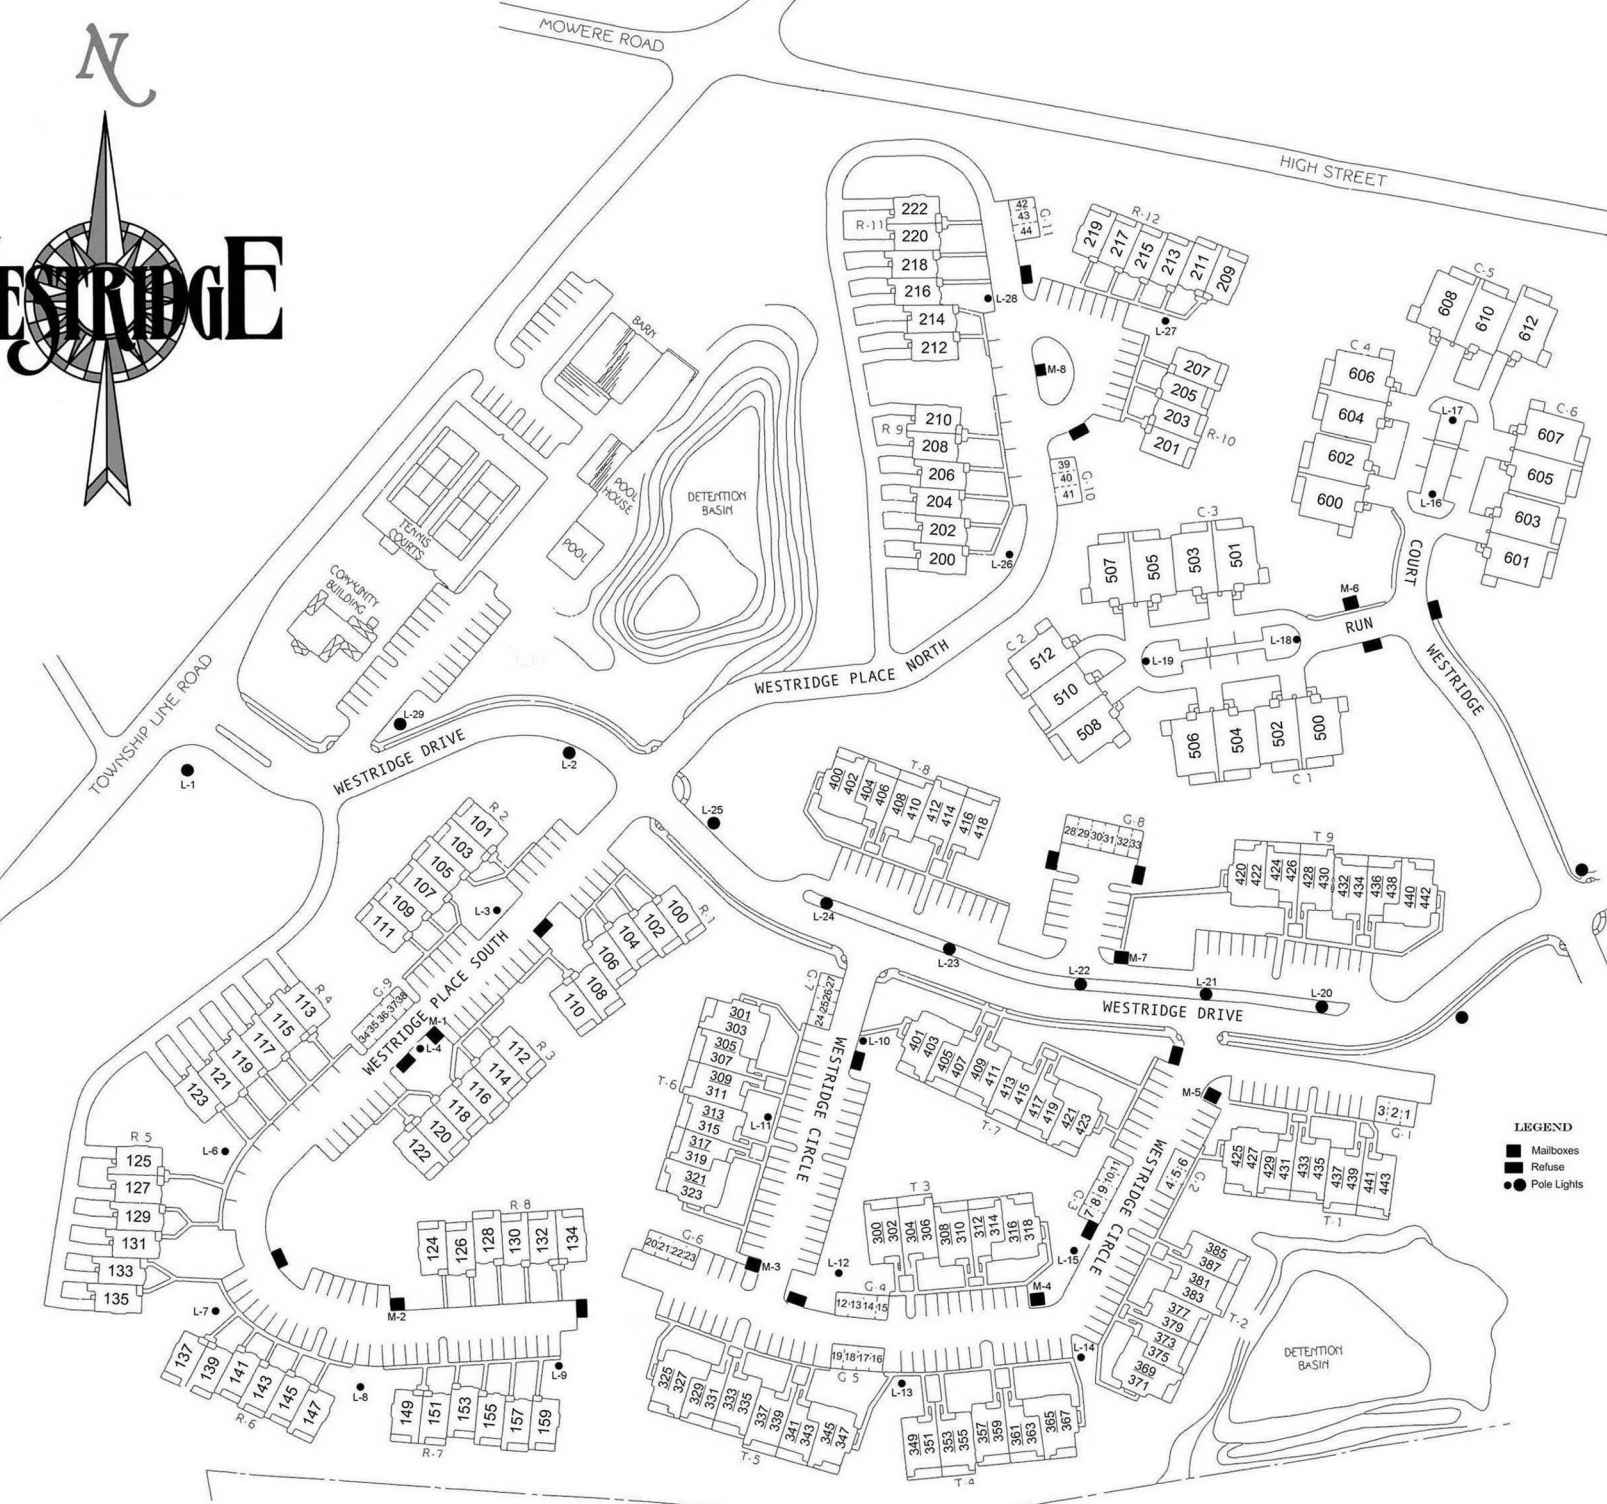 N
ESTRIDGE
MOWERE ROAD
HIGH STREET
TOWNSHIP LINE ROAD
BARN
POOL
HOUSE
POOL
TENNIS
COURTS
COMMUNITY
BUILDING
DETENTION
BASIN
R-11
222
220
218
216
214
212
R 9
210
208
206
204
202
200
42
43
44
G-11
L-28
R-12
219
217
215
213
211
209
L-27
M-8
207
205
203
201
R-10
39
40
41
G-10
L-26
C-5
608
610
612
C 4
606
604
602
600
L-17
L-16
C-6
607
605
603
601
COURT
C-3
507
505
503
501
M-6
RUN
L-18
L-19
C 2
512
510
508
506
504
502
500
C 1
WESTRIDGE
WESTRIDGE PLACE NORTH
L-29
WESTRIDGE DRIVE
L-1
L-2
L-25
R 2
101
103
105
107
109
111
L-3
R-1
100
102
104
106
108
110
WESTRIDGE PLACE SOUTH
G-9
34 35 36 37 38
M-1
L-4
R 4
113
115
117
119
121
123
R 3
112
114
116
118
120
122
L-6
R 5
125
127
129
131
133
135
L-7
R 8
124
126
128
130
132
134
M-2
137
139
141
143
145
147
R-6
L-8
L-9
149
151
153
155
157
159
R-7
T-8
400
402
404
406
408
410
412
414
416
418
G-8
28 29 30 31 32 33
T 9
420
422
424
426
428
430
432
434
436
438
440
442
L-24
L-23
L-22
M-7
L-21
L-20
WESTRIDGE DRIVE
G-7
24 25 26 27
L-10
WESTRIDGE CIRCLE
T-6
301
303
305
307
309
311
313
315
317
319
321
323
L-11
401
403
405
407
409
411
413
415
417
419
421
423
T-7
M-5
3 2 1
G-1
WESTRIDGE CIRCLE
4 5 6
G-2
7 8 9 10 11
G-3
425
427
429
431
433
435
437
439
441
443
T-1
LEGEND
Mailboxes
Refuse
Pole Lights
T 3
300
302
304
306
308
310
312
314
316
318
L-15
M-4
G-6
20 21 22 23
M-3
L-12
G-4
12 13 14 15
19 18 17 16
G 5
L-13
L-14
385
387
381
383
377
379
373
375
369
371
T-2
DETENTION
BASIN
325
327
329
331
333
335
337
339
341
343
345
347
T-5
349
351
353
355
357
359
361
363
365
367
T-4